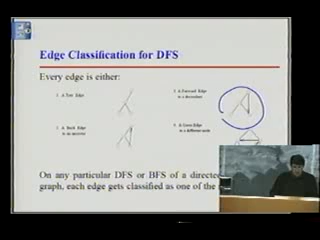 Edge Classification for DFS
Every edge is either:
1. A Tree Edge
2. A Back Edge
to an ancestor
3. A Forward Edge
to a descendant
4. A Cross Edge
to a different node
On any particular DFS or BFS of a directed
graph, each edge gets classified as one of the